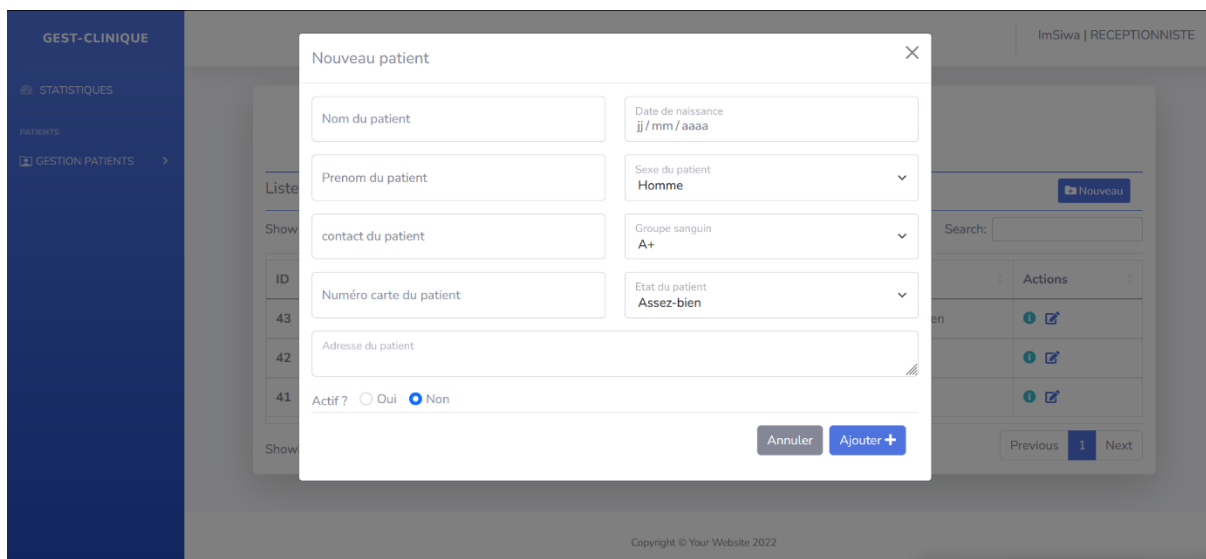 GEST-CLINIQUE
ImSiwa | RECEPTIONNISTE
STATISTIQUES
PATIENTS
GESTION PATIENTS
Nouveau patient
Nom du patient
Date de naissance
jj/mm/aaaa
Prenom du patient
Sexe du patient
Homme
contact du patient
Groupe sanguin
A+
Numéro carte du patient
Etat du patient
Assez-bien
Adresse du patient
Actif ? Oui Non
Annuler Ajouter
Liste
Nouveau
Show
Search:
ID
Actions
43
en
42
41
Show
Previous 1 Next
Copyright © Your Website 2022